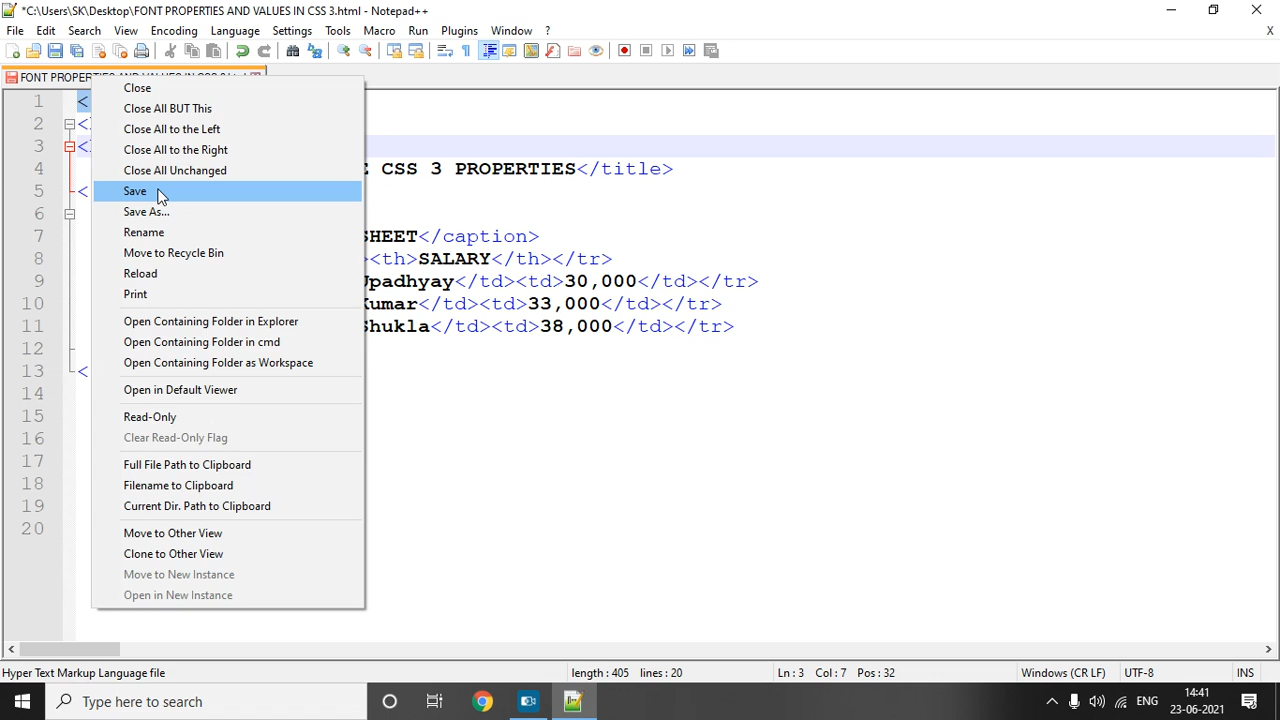 *C:\Users\SK\Desktop\FONT PROPERTIES AND VALUES IN CSS 3.html - Notepad++
File Edit Search View Encoding Language Settings Tools Macro Run Plugins Window ? X
FONT PROPERTIES AND VALUES IN CSS 3.html
Close
Close All BUT This
Close All to the Left
Close All to the Right
Close All Unchanged
Save
Save As...
Rename
Move to Recycle Bin
Reload
Print
Open Containing Folder in Explorer
Open Containing Folder in cmd
Open Containing Folder as Workspace
Open in Default Viewer
Read-Only
Clear Read-Only Flag
Full File Path to Clipboard
Filename to Clipboard
Current Dir. Path to Clipboard
Move to Other View
Clone to Other View
Move to New Instance
Open in New Instance
1 <
2 <
3 <
4 CSS 3 PROPERTIES</title>
5 <
6
7 SHEET</caption>
8 ><th>SALARY</th></tr>
9 Upadhyay</td><td>30,000</td></tr>
10 Kumar</td><td>33,000</td></tr>
11 Shukla</td><td>38,000</td></tr>
12
13 <
14
15
16
17
18
19
20
Hyper Text Markup Language file length : 405 lines : 20 Ln : 3 Col : 7 Pos : 32 Windows (CR LF) UTF-8 INS
Type here to search ENG 14:41
23-06-2021